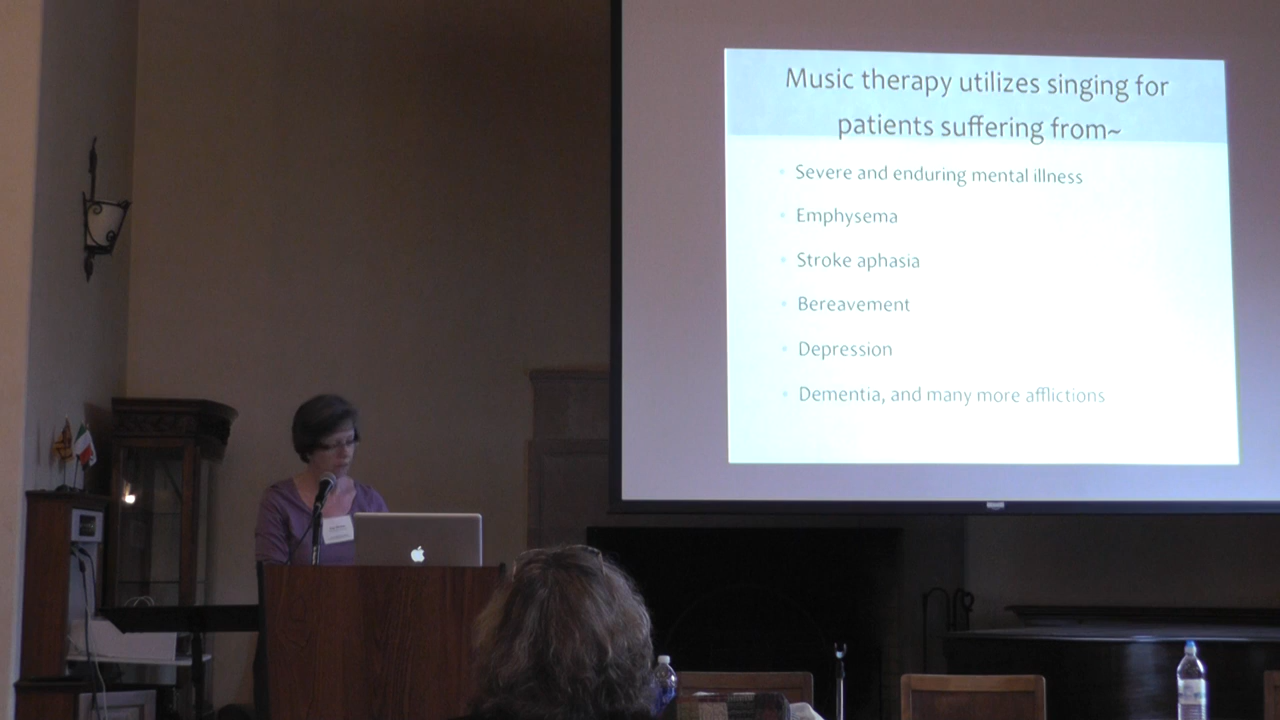 Music therapy utilizes singing for
patients suffering from~
Severe and enduring mental illness
Emphysema
Stroke aphasia
Bereavement
Depression
Dementia, and many more afflictions